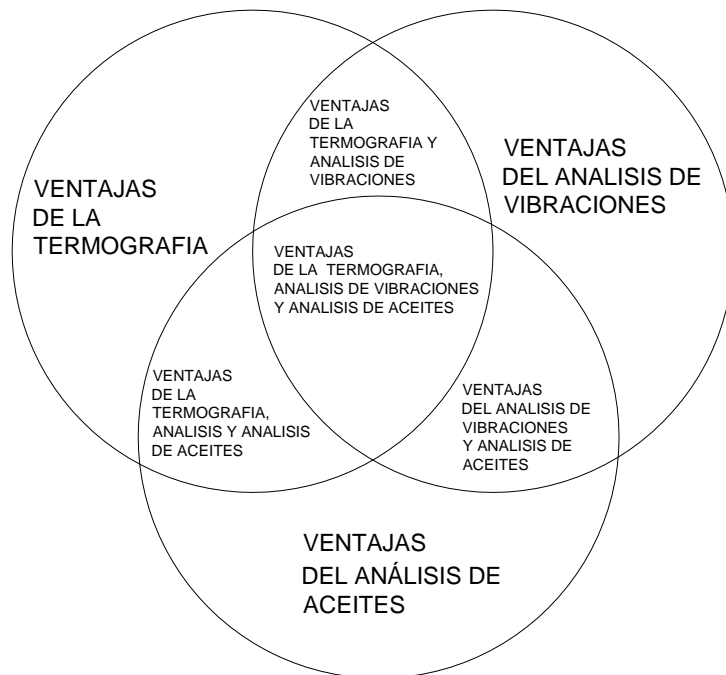 VENTAJAS
DE LA
TERMOGRAFIA Y
ANALISIS DE
VIBRACIONES
VENTAJAS
DEL ANALISIS DE
VIBRACIONES
VENTAJAS
DE LA
TERMOGRAFIA
VENTAJAS
DE LA TERMOGRAFIA,
ANALISIS DE VIBRACIONES
Y ANALISIS DE ACEITES
VENTAJAS
DE LA
TERMOGRAFIA,
ANALISIS Y ANALISIS
DE ACEITES
VENTAJAS
DEL ANALISIS DE
VIBRACIONES
Y ANALISIS DE
ACEITES
VENTAJAS
DEL ANÁLISIS DE
ACEITES